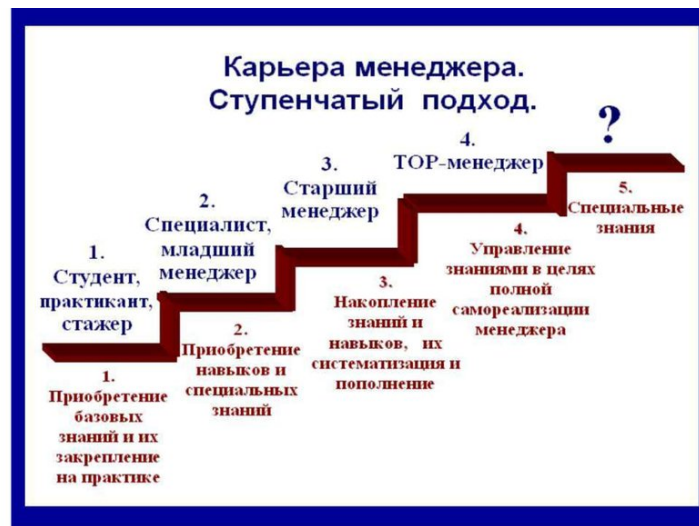 Карьера менеджера.
Ступенчатый подход.
1.
Студент,
практикант,
стажер
2.
Специалист,
младший
менеджер
3.
Старший
менеджер
4.
ТОР-менеджер
?
1.
Приобретение
базовых
знаний и их
закрепление
на практике
2.
Приобретение
навыков и
специальных
знаний
3.
Накопление
знаний и
навыков, их
систематизация и
пополнение
4.
Управление
знаниями в целях
полной
самореализации
менеджера
5.
Специальные
знания